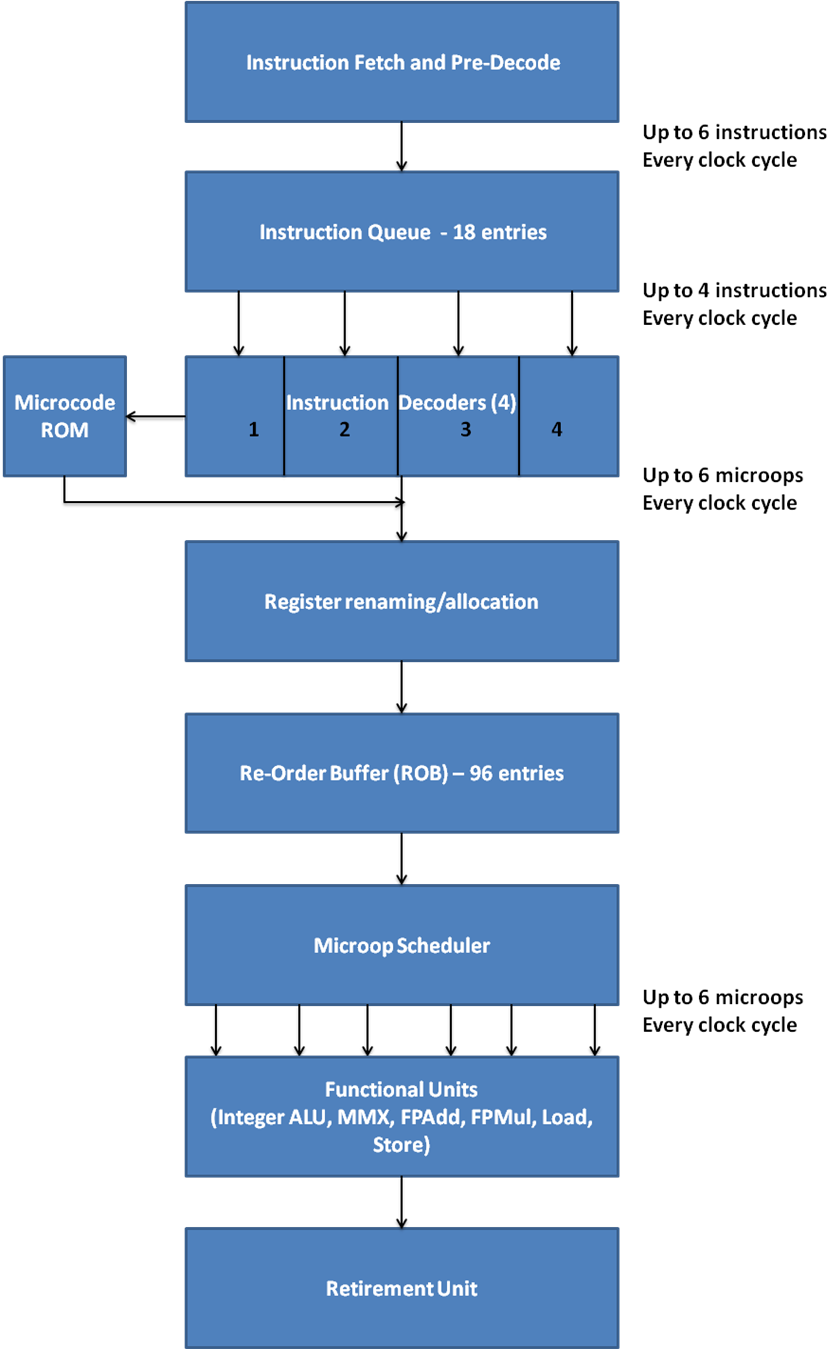 Instruction Fetch and Pre-Decode
Up to 6 instructions
Every clock cycle
Instruction Queue - 18 entries
Up to 4 instructions
Every clock cycle
Microcode
ROM
Instruction Decoders (4)
1 2 3 4
Up to 6 microops
Every clock cycle
Register renaming/allocation
Re-Order Buffer (ROB) – 96 entries
Microop Scheduler
Up to 6 microops
Every clock cycle
Functional Units
(Integer ALU, MMX, FPAdd, FPMul, Load,
Store)
Retirement Unit